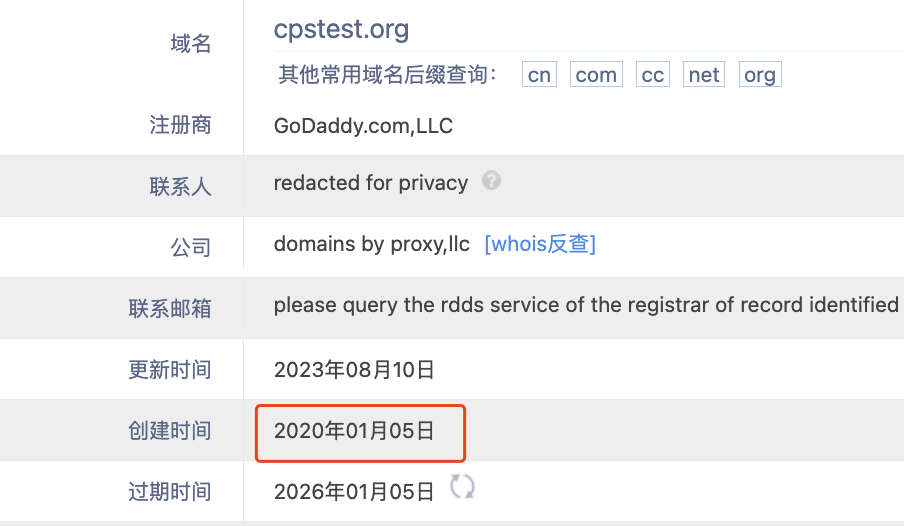 域名 cpstest.org
其他常用域名后缀查询: cn com cc net org
注册商 GoDaddy.com,LLC
联系人 redacted for privacy ?
公司 domains by proxy,llc [whois反查]
联系邮箱 please query the rdds service of the registrar of record identified
更新时间 2023年08月10日
创建时间 2020年01月05日
过期时间 2026年01月05日